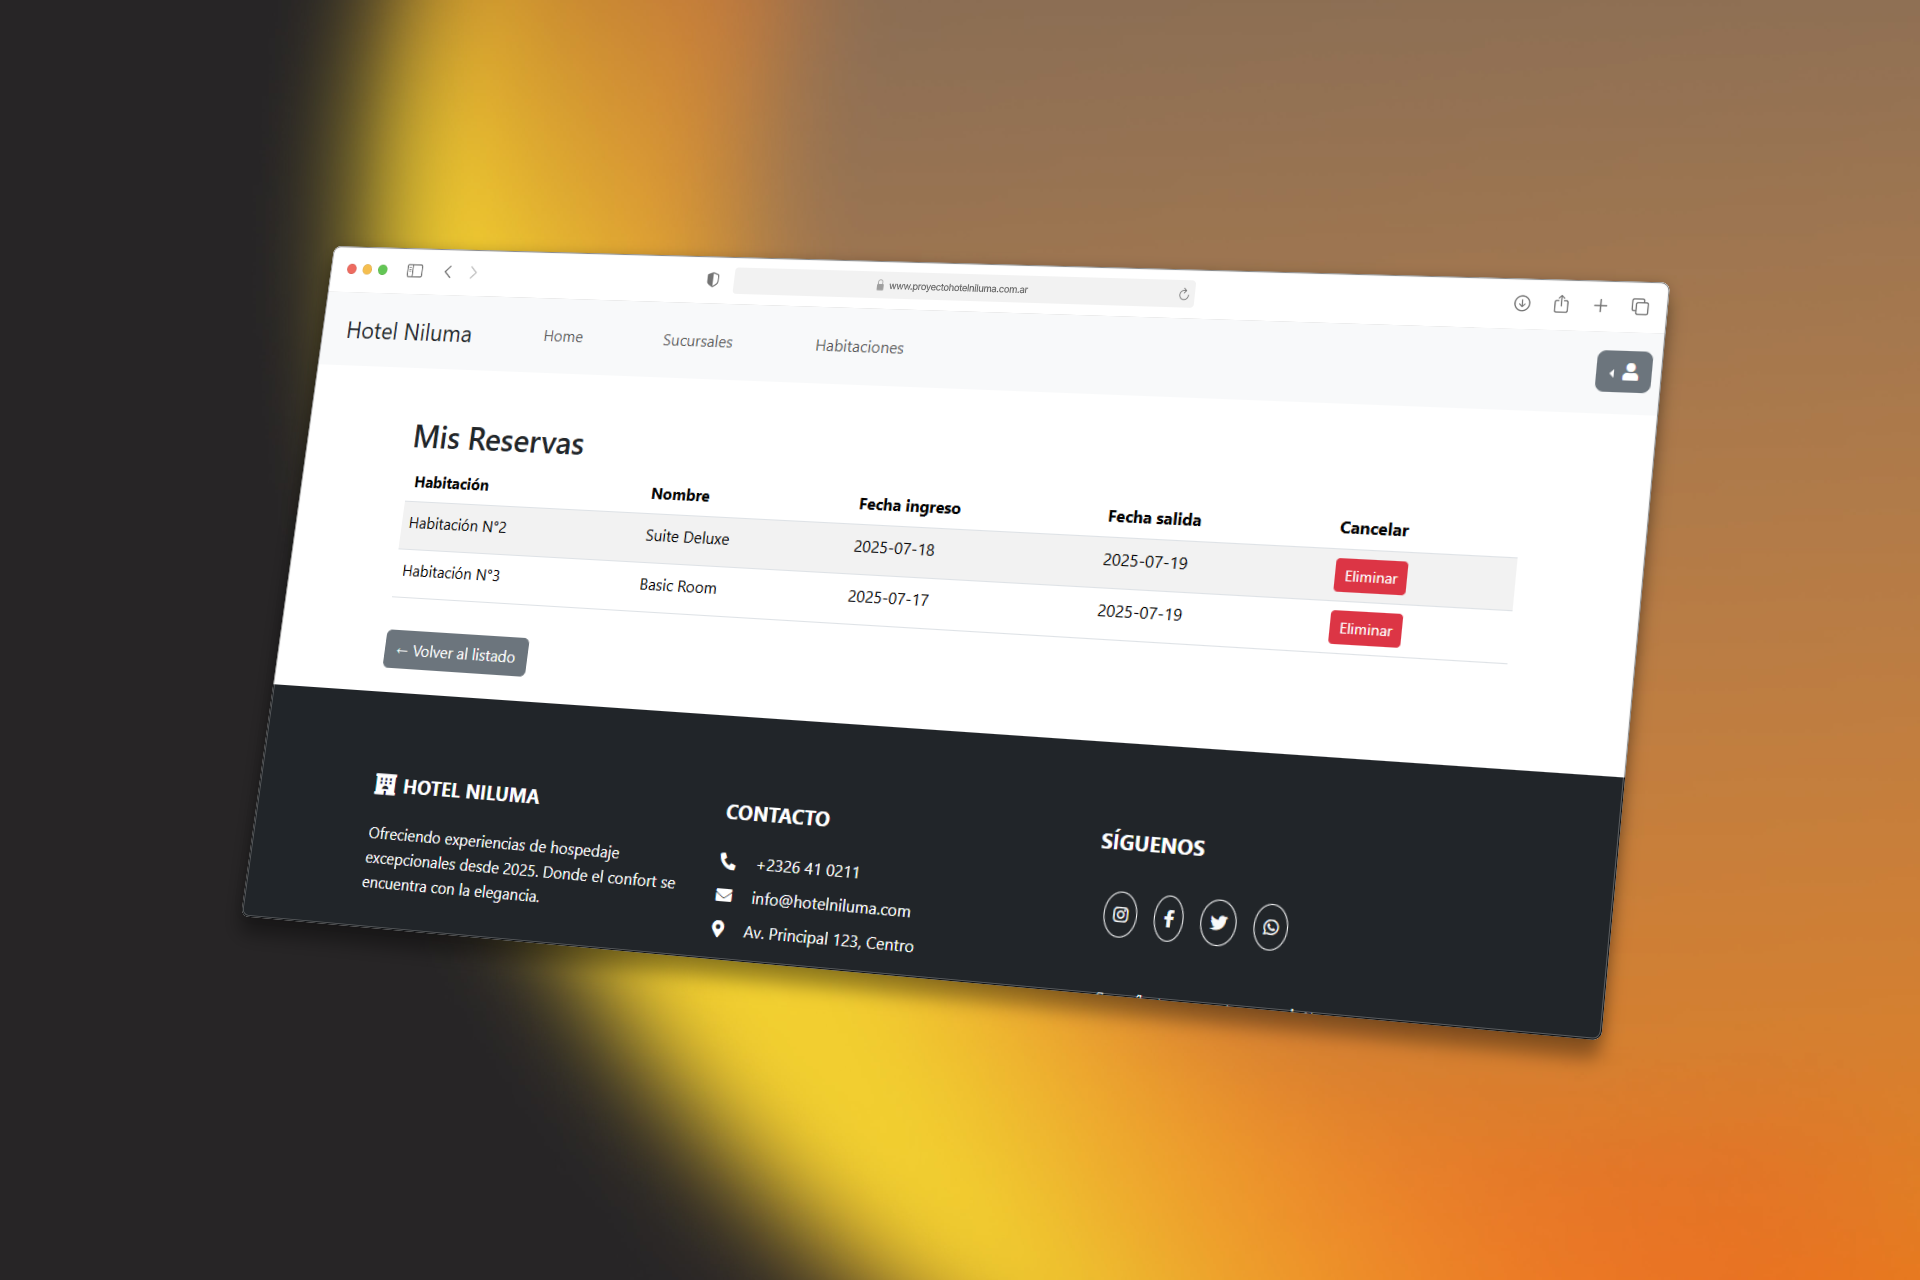 www.proyectohotelniluma.com.ar
Hotel Niluma Home Sucursales Habitaciones
Mis Reservas
Habitación Nombre Fecha ingreso Fecha salida Cancelar
Habitación N°2 Suite Deluxe 2025-07-18 2025-07-19 Eliminar
Habitación N°3 Basic Room 2025-07-17 2025-07-19 Eliminar
← Volver al listado
HOTEL NILUMA
Ofreciendo experiencias de hospedaje
excepcionales desde 2025. Donde el confort se
encuentra con la elegancia.
CONTACTO
+2326 41 0211
info@hotelniluma.com
Av. Principal 123, Centro
SÍGUENOS